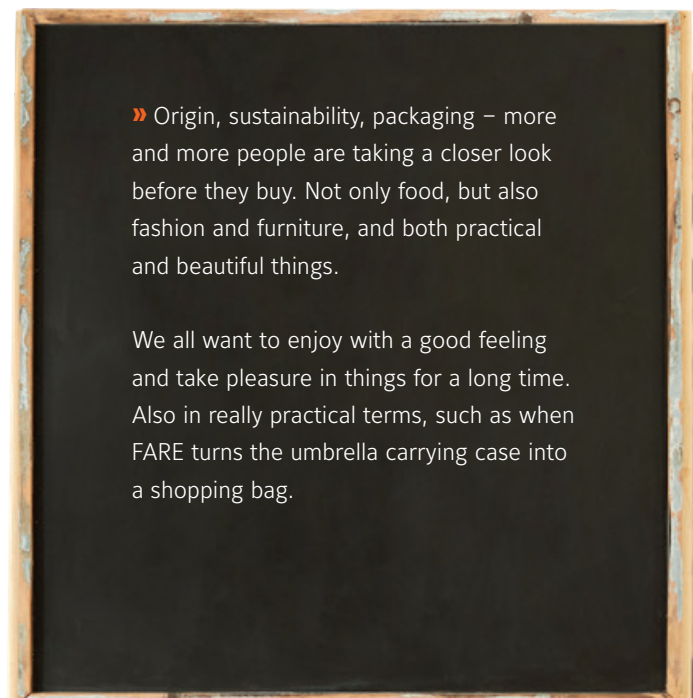 » Origin, sustainability, packaging – more
and more people are taking a closer look
before they buy. Not only food, but also
fashion and furniture, and both practical
and beautiful things.
We all want to enjoy with a good feeling
and take pleasure in things for a long time.
Also in really practical terms, such as when
FARE turns the umbrella carrying case into
a shopping bag.